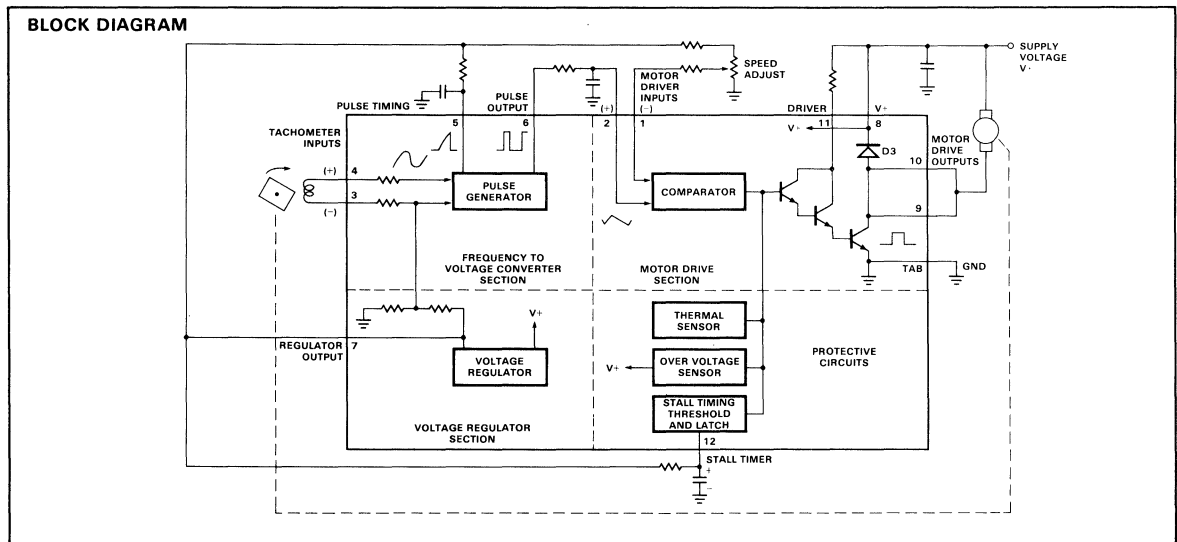 BLOCK DIAGRAM
SUPPLY
VOLTAGE
V+
SPEED
ADJUST
MOTOR
DRIVER
INPUTS
(+)
(-)
PULSE
OUTPUT
PULSE TIMING
DRIVER
V+
5
6
2
1
11
8
V+
TACHOMETER
INPUTS
MOTOR
DRIVE
OUTPUTS
D3
10
(+)
4
3
(-)
PULSE
GENERATOR
COMPARATOR
9
FREQUENCY TO
VOLTAGE CONVERTER
SECTION
MOTOR DRIVE
SECTION
TAB
GND
THERMAL
SENSOR
V+
REGULATOR
OUTPUT
7
VOLTAGE
REGULATOR
V+
OVER VOLTAGE
SENSOR
PROTECTIVE
CIRCUITS
STALL TIMING
THRESHOLD
AND LATCH
VOLTAGE REGULATOR
SECTION
12
STALL TIMER
+
-